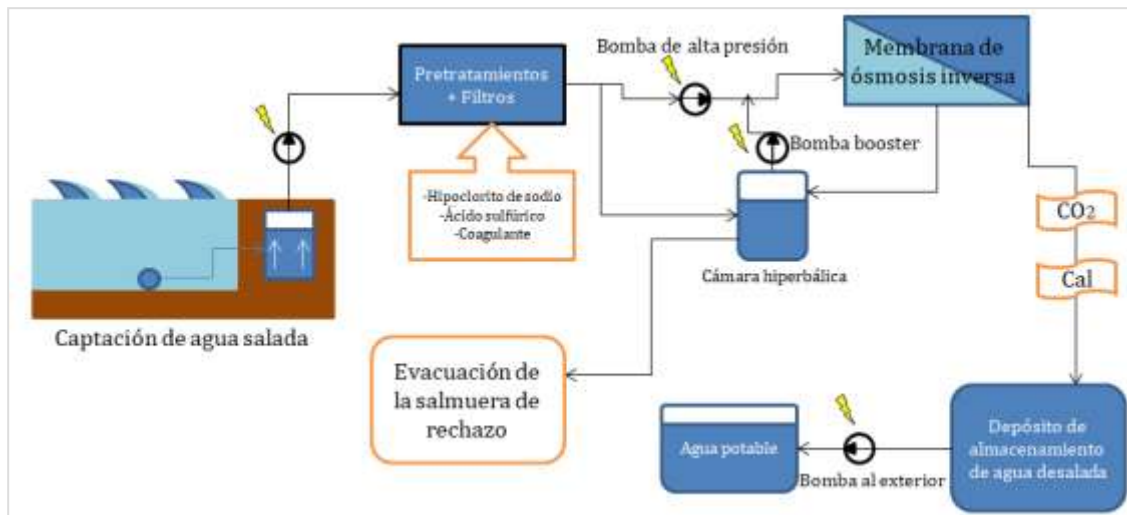 Captación de agua salada
Pretratamientos
+ Filtros
-Hipoclorito de sodio
-Ácido sulfúrico
-Coagulante
Bomba de alta presión
Bomba booster
Cámara hiperbálica
Membrana de
ósmosis inversa
CO2
Cal
Evacuación de
la salmuera de
rechazo
Agua potable
Bomba al exterior
Depósito de
almacenamiento
de agua desalada